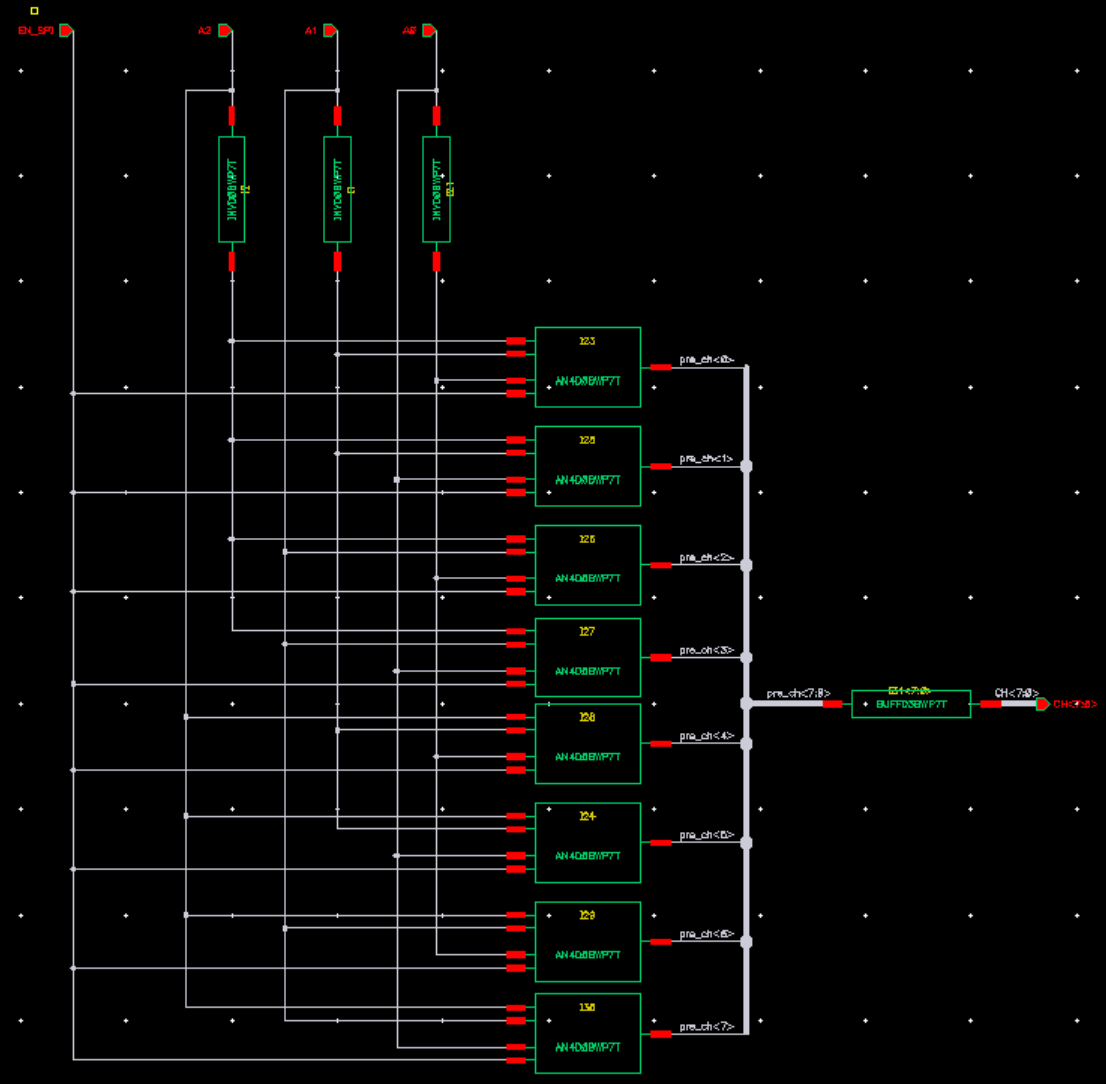 A2
A1
A0
INVD0BWP7T
INVD0BWP7T
INVD0BWP7T
I23
AN4D0BWP7T
pre_ch<0>
I25
AN4D0BWP7T
pre_ch<1>
I26
AN4D0BWP7T
pre_ch<2>
I27
AN4D0BWP7T
pre_ch<3>
I28
AN4D0BWP7T
pre_ch<4>
pre_ch<7:0>
BUFFD3BWP7T
CH<7:0>
CH<7:0>
I24
AN4D0BWP7T
pre_ch<5>
I29
AN4D0BWP7T
pre_ch<6>
I30
AN4D0BWP7T
pre_ch<7>